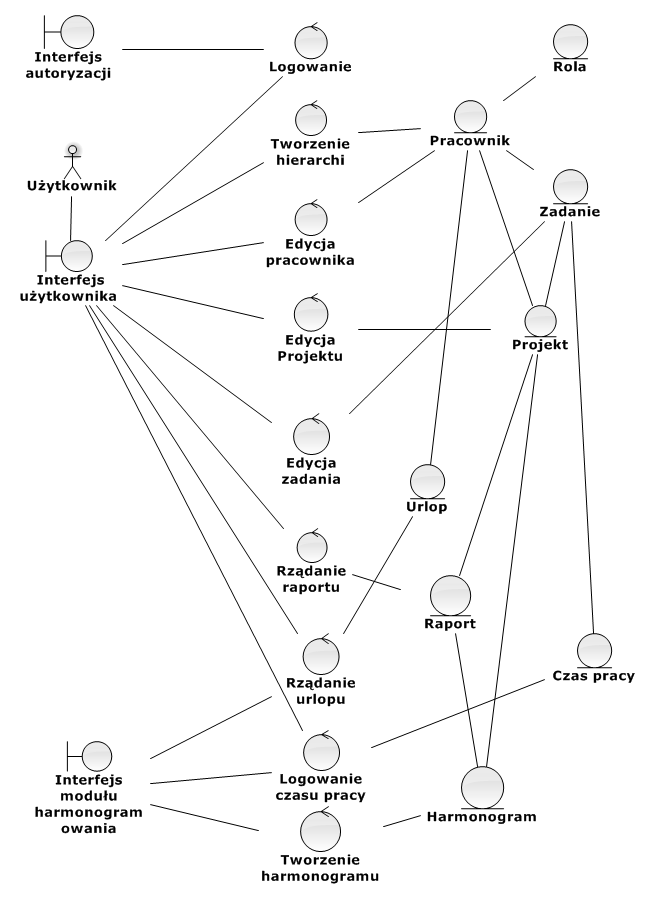 Interfejs
autoryzacji
Logowanie
Rola
Tworzenie
hierarchi
Pracownik
Użytkownik
Zadanie
Edycja
pracownika
Interfejs
użytkownika
Edycja
Projektu
Projekt
Edycja
zadania
Urlop
Rządanie
raportu
Raport
Rządanie
urlopu
Czas pracy
Interfejs
modułu
harmonogram
owania
Logowanie
czasu pracy
Harmonogram
Tworzenie
harmonogramu